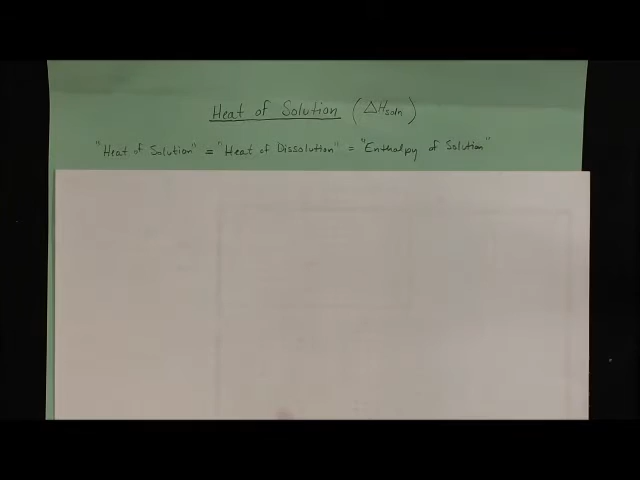 Heat of Solution (ΔHsoln)
"Heat of Solution" = "Heat of Dissolution" = "Enthalpy of Solution"